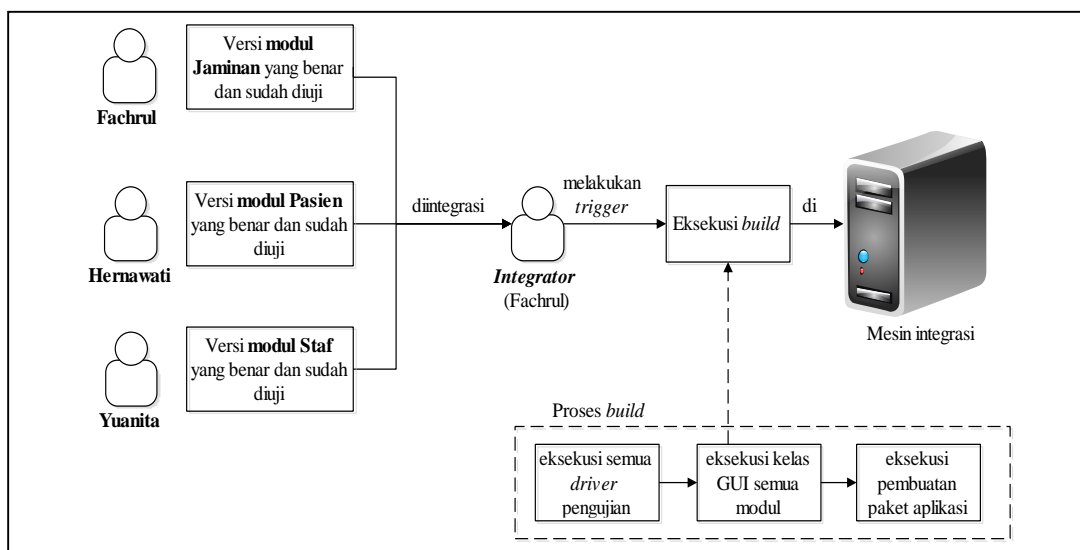 Versi modul
Jaminan yang benar
dan sudah diuji
Fachrul
Versi modul Pasien
yang benar dan sudah
diuji
Hernawati
Versi modul Staf
yang benar dan sudah
diuji
Yuanita
diintegrasi
Integrator
(Fachrul)
melakukan
trigger
Eksekusi build
di
Mesin integrasi
Proses build
eksekusi semua
driver
pengujian
eksekusi kelas
GUI semua
modul
eksekusi
pembuatan
paket aplikasi